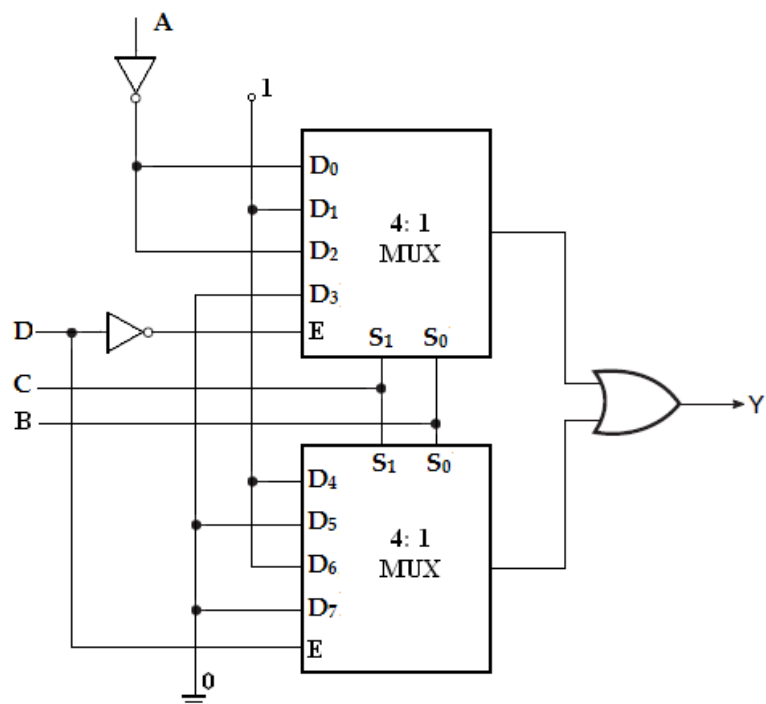 A
1
D₀
D₁
4: 1
D₂
MUX
D₃
D
E
S₁ S₀
C
B
Y
S₁ S₀
D₄
D₅
4: 1
D₆
MUX
D₇
E
0